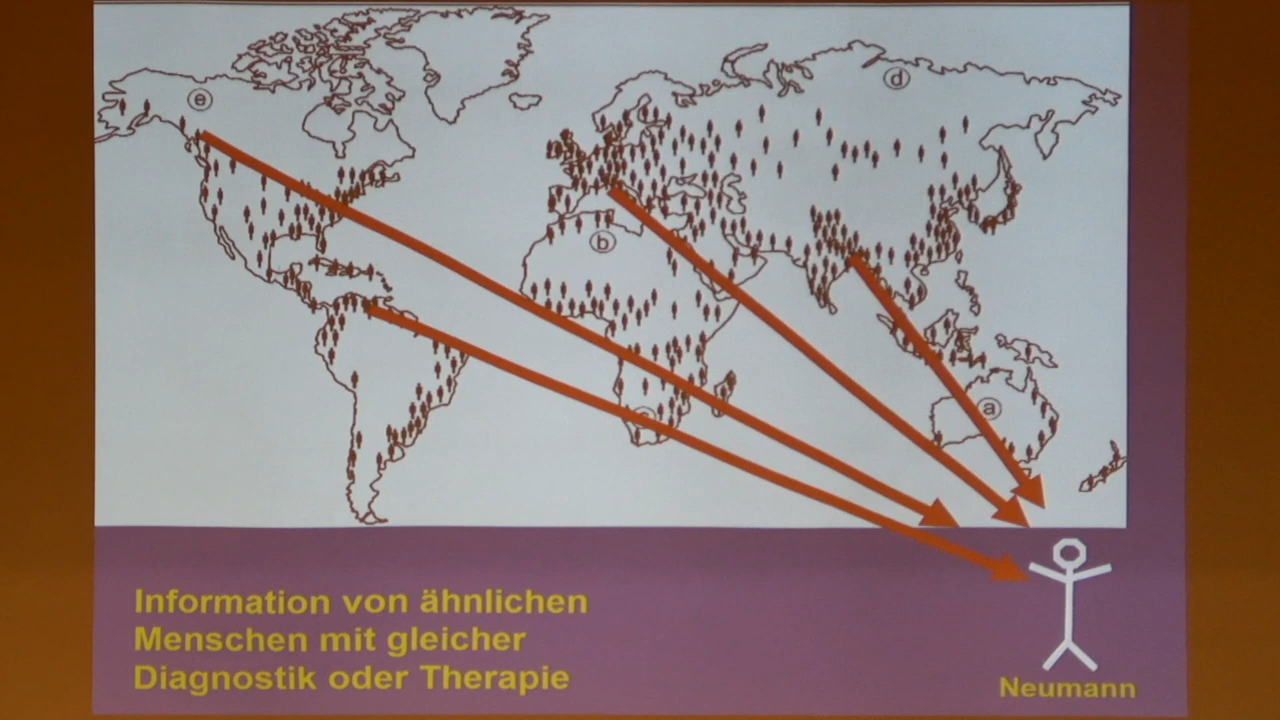 d
e
b
a
Information von ähnlichen
Menschen mit gleicher
Diagnostik oder Therapie
Neumann